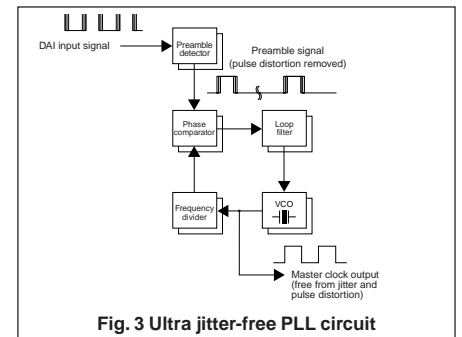 DAI input signal
Preamble
detector
Preamble signal
(pulse distortion removed)
Phase
comparator
Loop
filter
Frequency
divider
VCO
Master clock output
(free from jitter and
pulse distortion)
Fig. 3 Ultra jitter-free PLL circuit